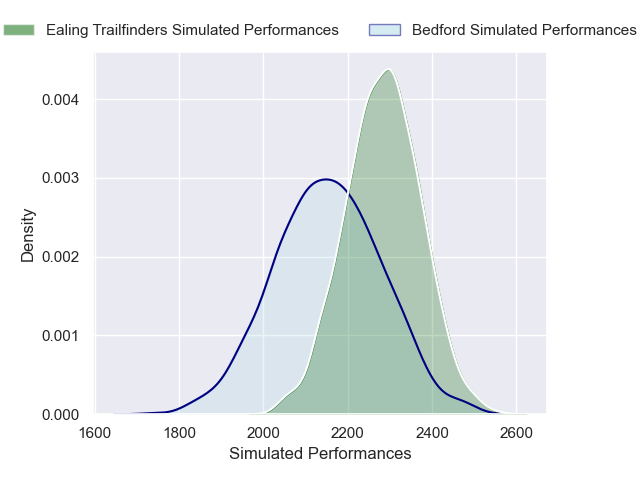 Ealing Trailfinders Simulated Performances Bedford Simulated Performances
0.004
0.003
0.002
0.001
0.000
Density
1600 1800 2000 2200 2400 2600
Simulated Performances